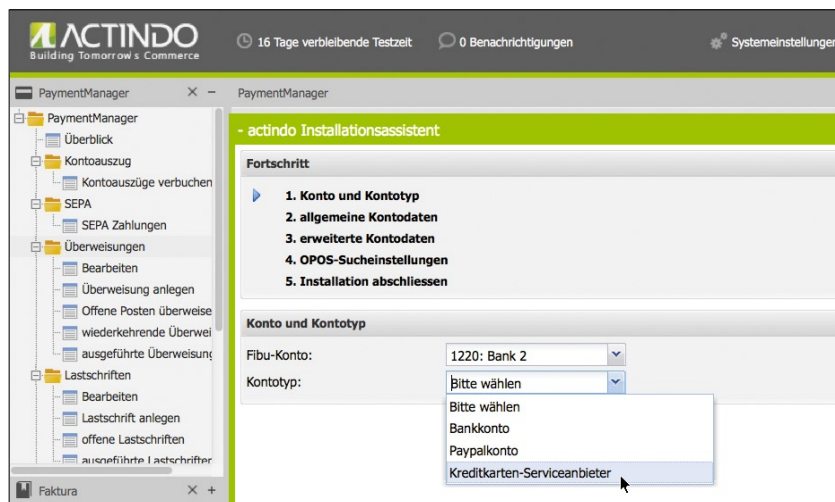 ACTINDO
Building Tomorrow's Commerce
16 Tage verbleibende Testzeit
0 Benachrichtigungen
Systemeinstellungen
PaymentManager
PaymentManager
Überblick
Kontoauszug
Kontoauszüge verbuchen
SEPA
SEPA Zahlungen
Überweisungen
Bearbeiten
Überweisung anlegen
Offene Posten überweise
wiederkehrende Überwei
ausgeführte Überweisung
Lastschriften
Bearbeiten
Lastschrift anlegen
offene Lastschriften
ausgeführte Lastschrifter
Faktura
PaymentManager
- actindo Installationsassistent
Fortschritt
1. Konto und Kontotyp
2. allgemeine Kontodaten
3. erweiterte Kontodaten
4. OPOS-Sucheinstellungen
5. Installation abschliessen
Konto und Kontotyp
Fibu-Konto: 1220: Bank 2
Kontotyp: Bitte wählen
Bitte wählen
Bankkonto
Paypalkonto
Kreditkarten-Serviceanbieter